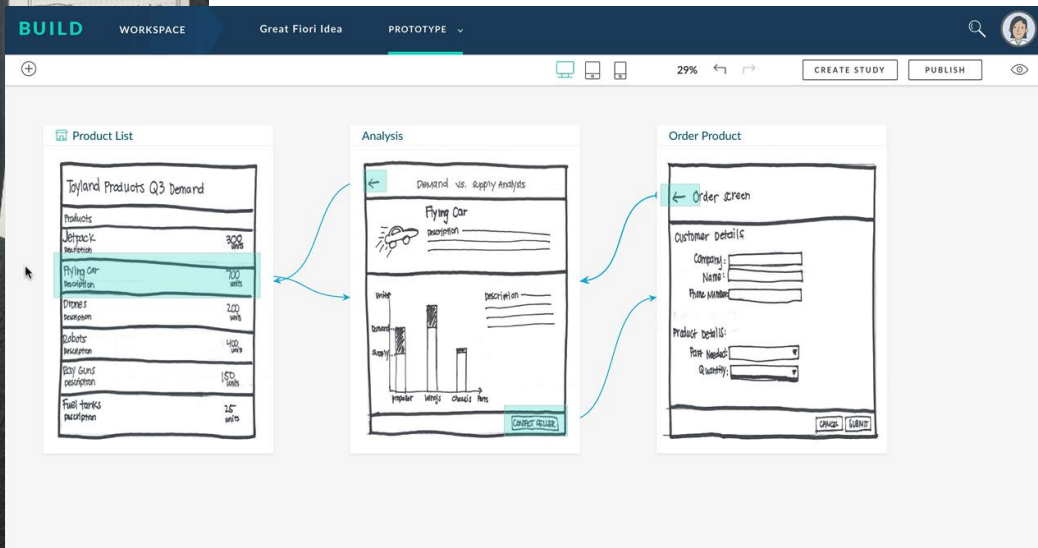 BUILD
WORKSPACE
Great Fiori Idea
PROTOTYPE
29%
CREATE STUDY
PUBLISH
Product List
Toyland Products Q3 Demand
Products
Jetpack
Description
300
units
Flying Car
Description
700
units
Drones
Description
200
units
Robots
Description
400
units
Ray Guns
Description
150
units
Fuel tanks
Description
25
units
Analysis
Demand vs. Supply Analysis
Flying Car
Description
Units
Demand
Supply
propeller wings chassis Parts
Description
CONTACT SELLER
Order Product
Order screen
Customer Details
Company:
Name:
Phone Number:
Product Details:
Part Needed:
Quantity:
CANCEL SUBMIT